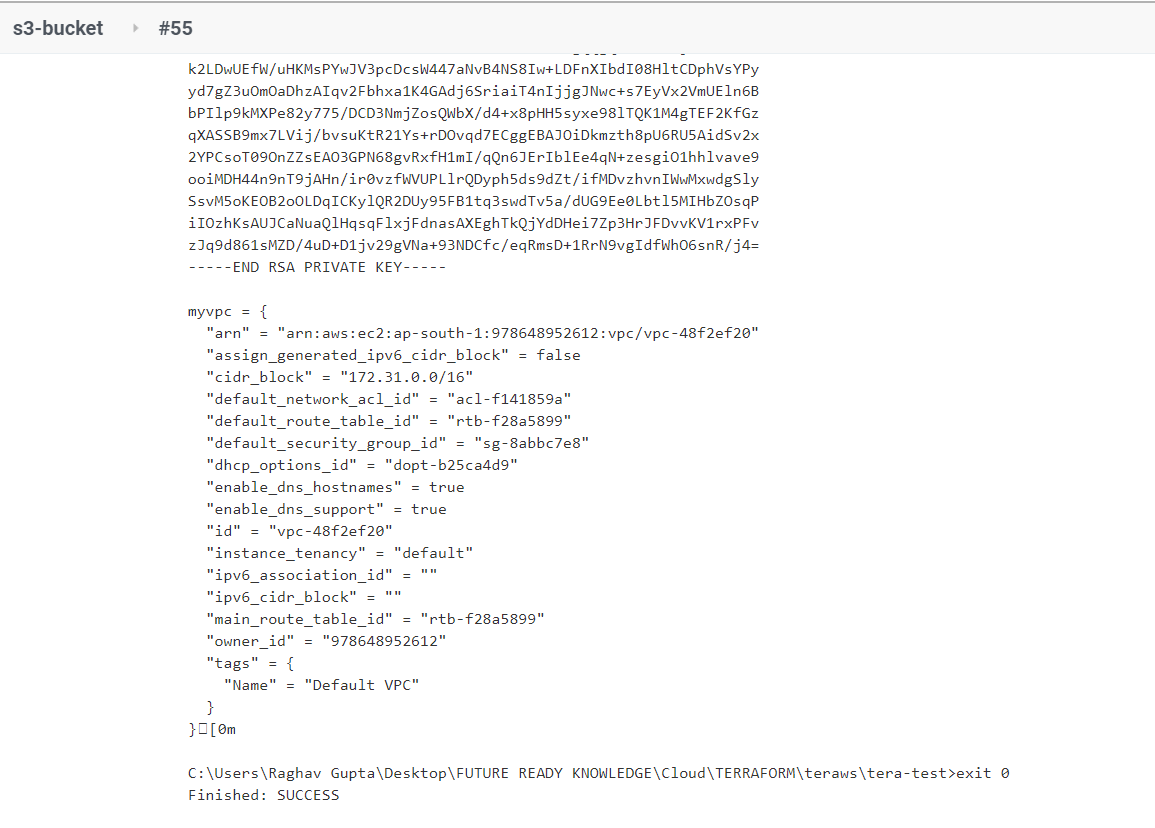 s3-bucket #55
k2LDwUEfW/uHKMsPYwJV3pcDcsW447aNvB4NS8Iw+LDFnXIbdI08HltCDphVsYPy
yd7gZ3uOmOaDhzAIqv2Fbhxa1K4GAdj6SriaiT4nIjjgJNwc+s7EyVx2VmUEln6B
bPIlp9kMXPe82y775/DCD3NmjZosQWbX/d4+x8pHH5syxe98lTQK1M4gTEF2KfGz
qXASSB9mx7LVij/bvsuKtR21Ys+rDOvqd7ECggEBAJOiDkmzth8pU6RU5AidSv2x
2YPCsoT09OnZZsEAO3GPN68gvRxfH1mI/qQn6JErIblEe4qN+zesgiO1hhlvave9
ooiMDH44n9nT9jAHn/ir0vzfWVUPLlrQDyph5ds9dZt/ifMDvzhvnIWwMxwdgSly
SsvM5oKEOB2oOLDqICKylQR2DUy95FB1tq3swdTv5a/dUG9Ee0Lbtl5MIHbZOsqP
iIOzhKsAUJCaNuaQlHqsqFlxjFdnasAXEghTkQjYdDHei7Zp3HrJFDvvKV1rxPFv
zJq9d861sMZD/4uD+D1jv29gVNa+93NDCfc/eqRmsD+1RrN9vgIdfWhO6snR/j4=
-----END RSA PRIVATE KEY-----
myvpc = {
"arn" = "arn:aws:ec2:ap-south-1:978648952612:vpc/vpc-48f2ef20"
"assign_generated_ipv6_cidr_block" = false
"cidr_block" = "172.31.0.0/16"
"default_network_acl_id" = "acl-f141859a"
"default_route_table_id" = "rtb-f28a5899"
"default_security_group_id" = "sg-8abbc7e8"
"dhcp_options_id" = "dopt-b25ca4d9"
"enable_dns_hostnames" = true
"enable_dns_support" = true
"id" = "vpc-48f2ef20"
"instance_tenancy" = "default"
"ipv6_association_id" = ""
"ipv6_cidr_block" = ""
"main_route_table_id" = "rtb-f28a5899"
"owner_id" = "978648952612"
"tags" = {
"Name" = "Default VPC"
}
}□[0m
C:\Users\Raghav Gupta\Desktop\FUTURE READY KNOWLEDGE\Cloud\TERRAFORM\teraws\tera-test>exit 0
Finished: SUCCESS